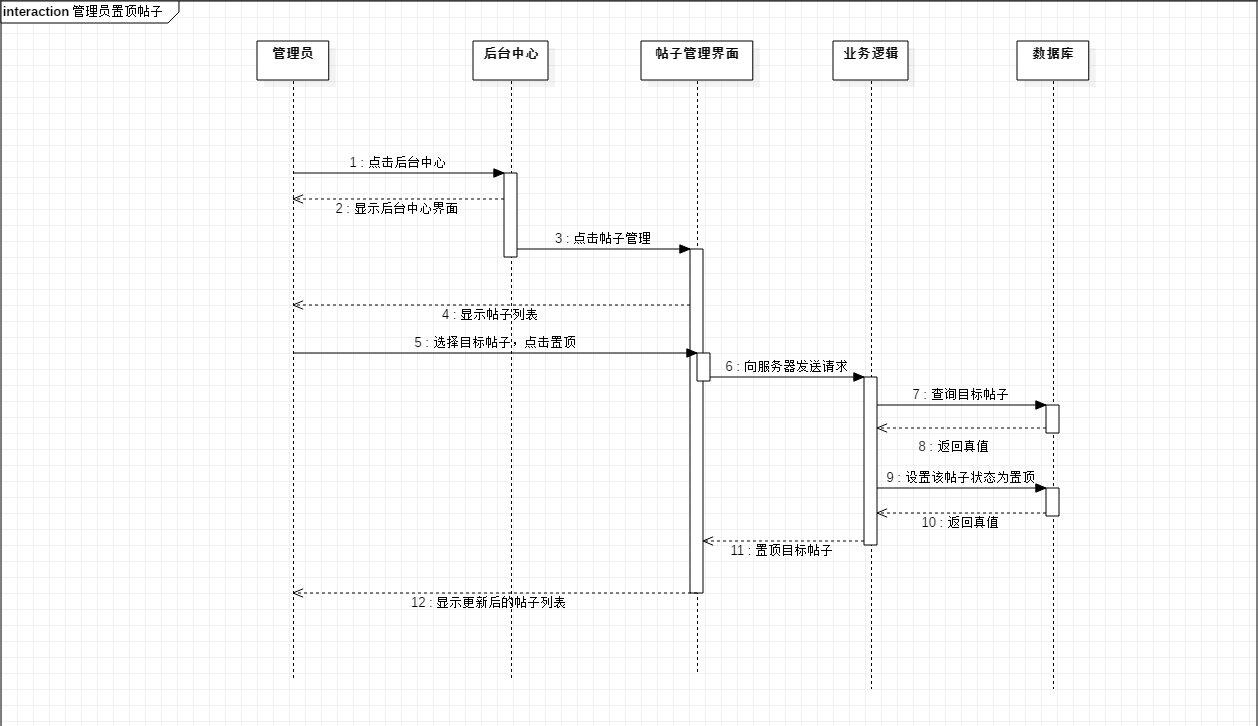 interaction 管理员置顶帖子
管理员
后台中心
帖子管理界面
业务逻辑
数据库
1 : 点击后台中心
2 : 显示后台中心界面
3 : 点击帖子管理
4 : 显示帖子列表
5 : 选择目标帖子，点击置顶
6 : 向服务器发送请求
7 : 查询目标帖子
8 : 返回真值
9 : 设置该帖子状态为置顶
10 : 返回真值
11 : 置顶目标帖子
12 : 显示更新后的帖子列表